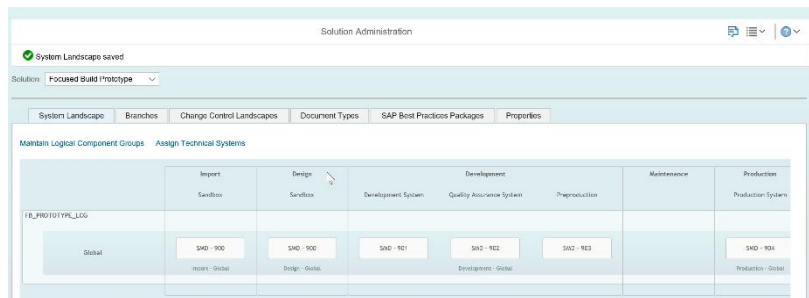 Solution Administration
System Landscape saved
Solution: Focused Build Prototype
System Landscape Branches Change Control Landscapes Document Types SAP Best Practices Packages Properties
Maintain Logical Component Groups Assign Technical Systems
Import Design Development Maintenance Production
Sandbox Sandbox Development System Quality Assurance System Preproduction Production System
FB_PROTOTYPE_LCG
Global SMD - 900 SMD - 900 - 901 - 902 - 903 SMD - 904
Import - Global Design - Global Development - Global Production - Global